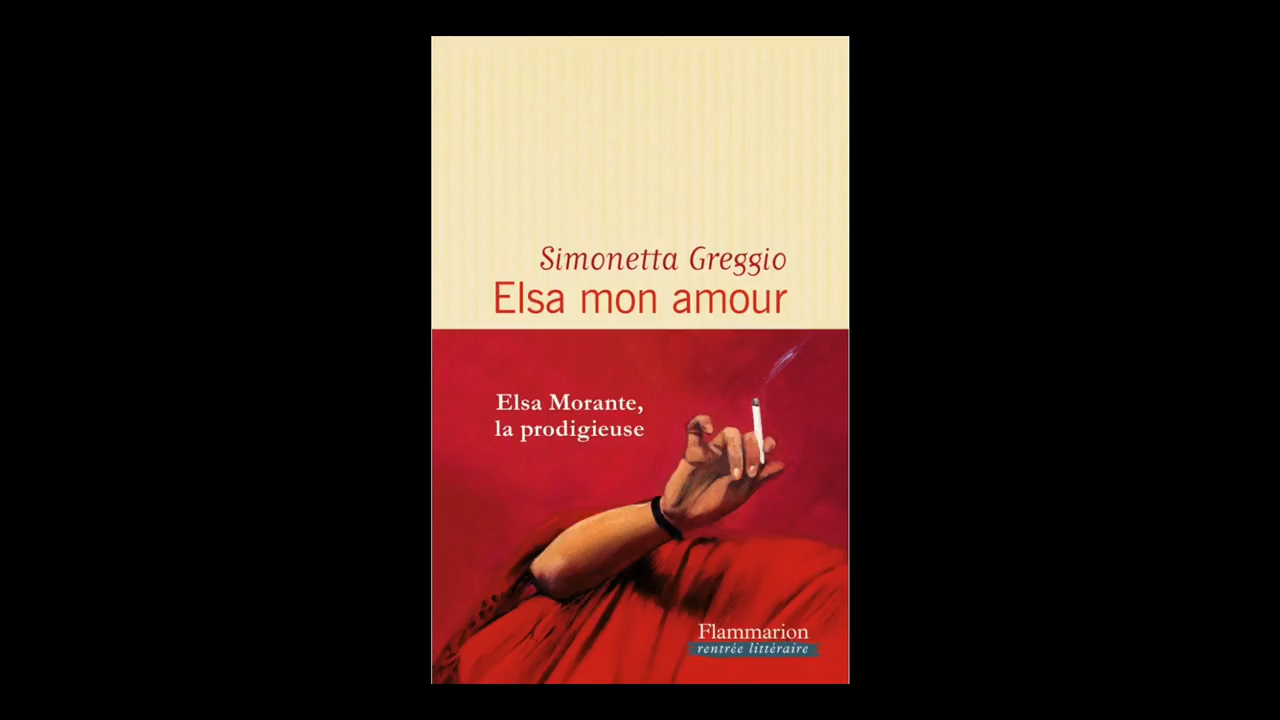 Simonetta Greggio
Elsa mon amour
Elsa Morante,
la prodigieuse
Flammarion
rentrée littéraire